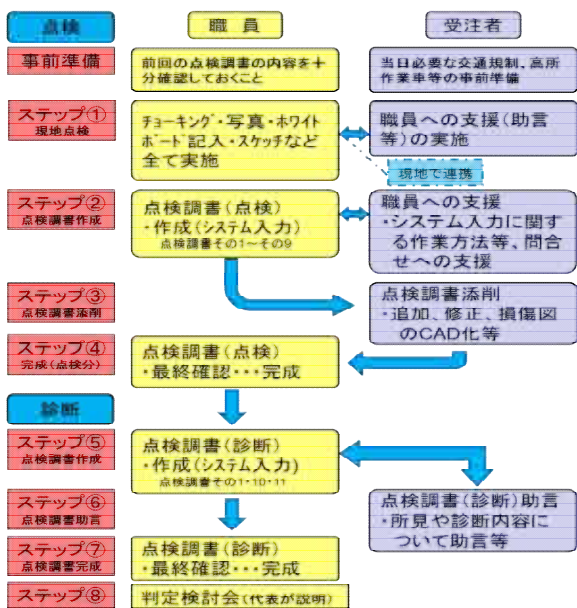 点検
職員
受注者
事前準備
前回の点検調書の内容を十
分確認しておくこと
当日必要な交通規制、高所
作業車等の事前準備
ステップ①
現地点検
チョーキング・写真・ホワイト
ボード記入・スケッチなど
全て実施
職員への支援(助言
等)の実施
現地で連携
ステップ②
点検調書作成
点検調書(点検)
・作成(システム入力)
点検調書その1~その9
職員への支援
・システム入力に関す
る作業方法等、問合
せへの支援
ステップ③
点検調書添削
点検調書添削
・追加、修正、損傷図
のCAD化等
ステップ④
完成(点検分)
点検調書(点検)
・最終確認・・・完成
診断
ステップ⑤
点検調書作成
点検調書(診断)
・作成(システム入力)
点検調書その1・10・11
ステップ⑥
点検調書助言
点検調書(診断)助言
・所見や診断内容に
ついて助言等
ステップ⑦
点検調書完成
点検調書(診断)
・最終確認・・・完成
ステップ⑧
判定検討会(代表が説明)